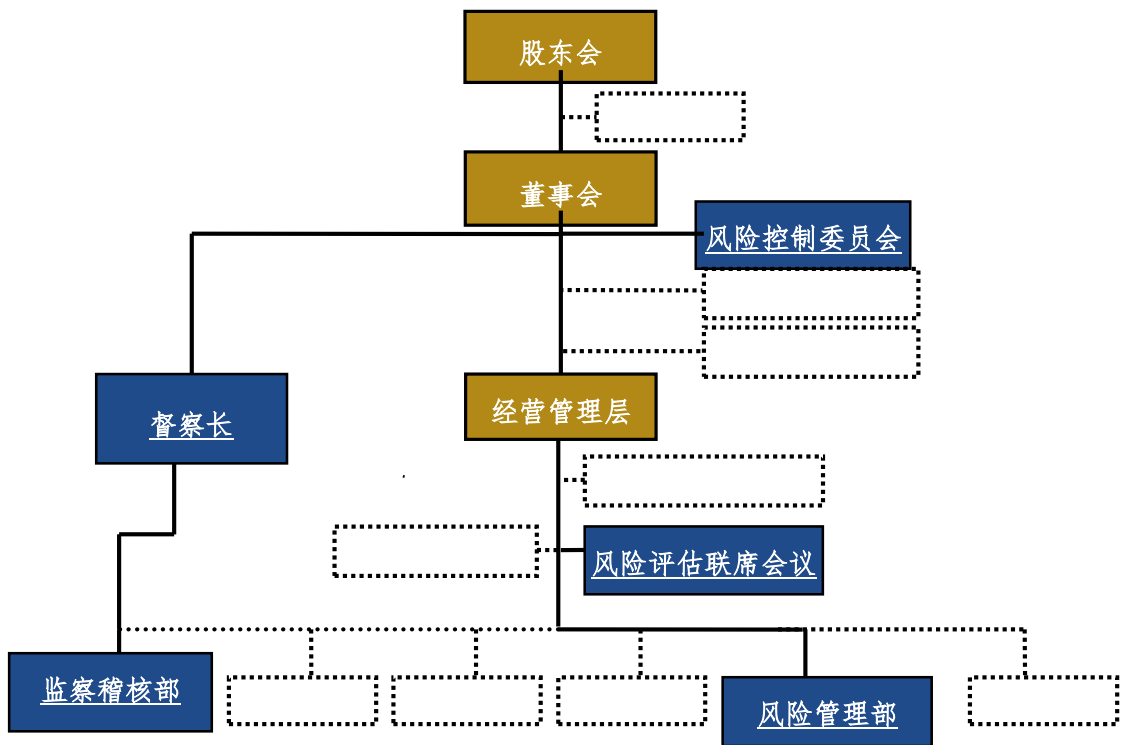 股东会
董事会
风险控制委员会
督察长
经营管理层
风险评估联席会议
监察稽核部
风险管理部